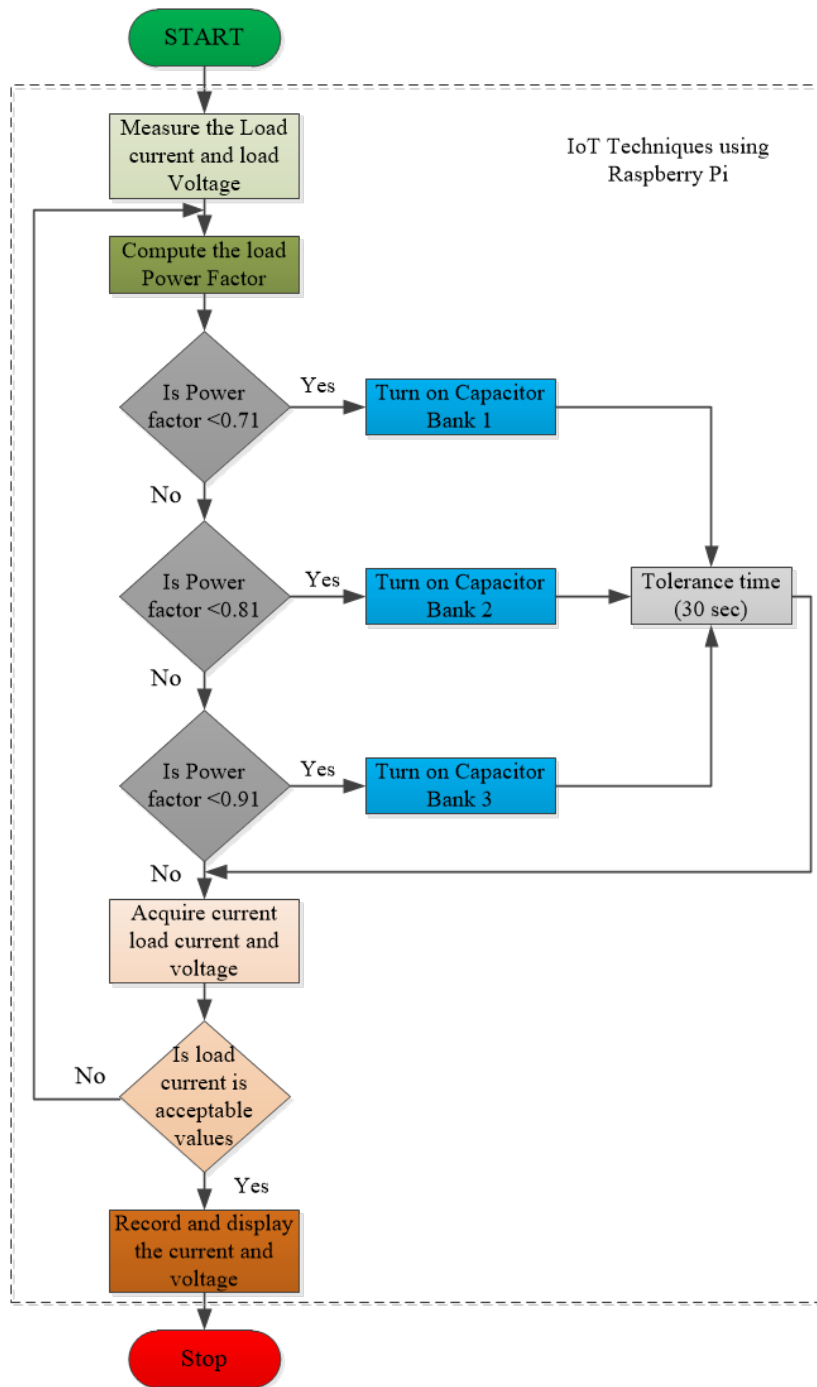 START
Measure the Load
current and load
Voltage
IoT Techniques using
Raspberry Pi
Compute the load
Power Factor
Is Power
factor <0.71
Yes
Turn on Capacitor
Bank 1
No
Is Power
factor <0.81
Yes
Turn on Capacitor
Bank 2
Tolerance time
(30 sec)
No
Is Power
factor <0.91
Yes
Turn on Capacitor
Bank 3
No
Acquire current
load current and
voltage
Is load
current is
acceptable
values
No
Yes
Record and display
the current and
voltage
Stop